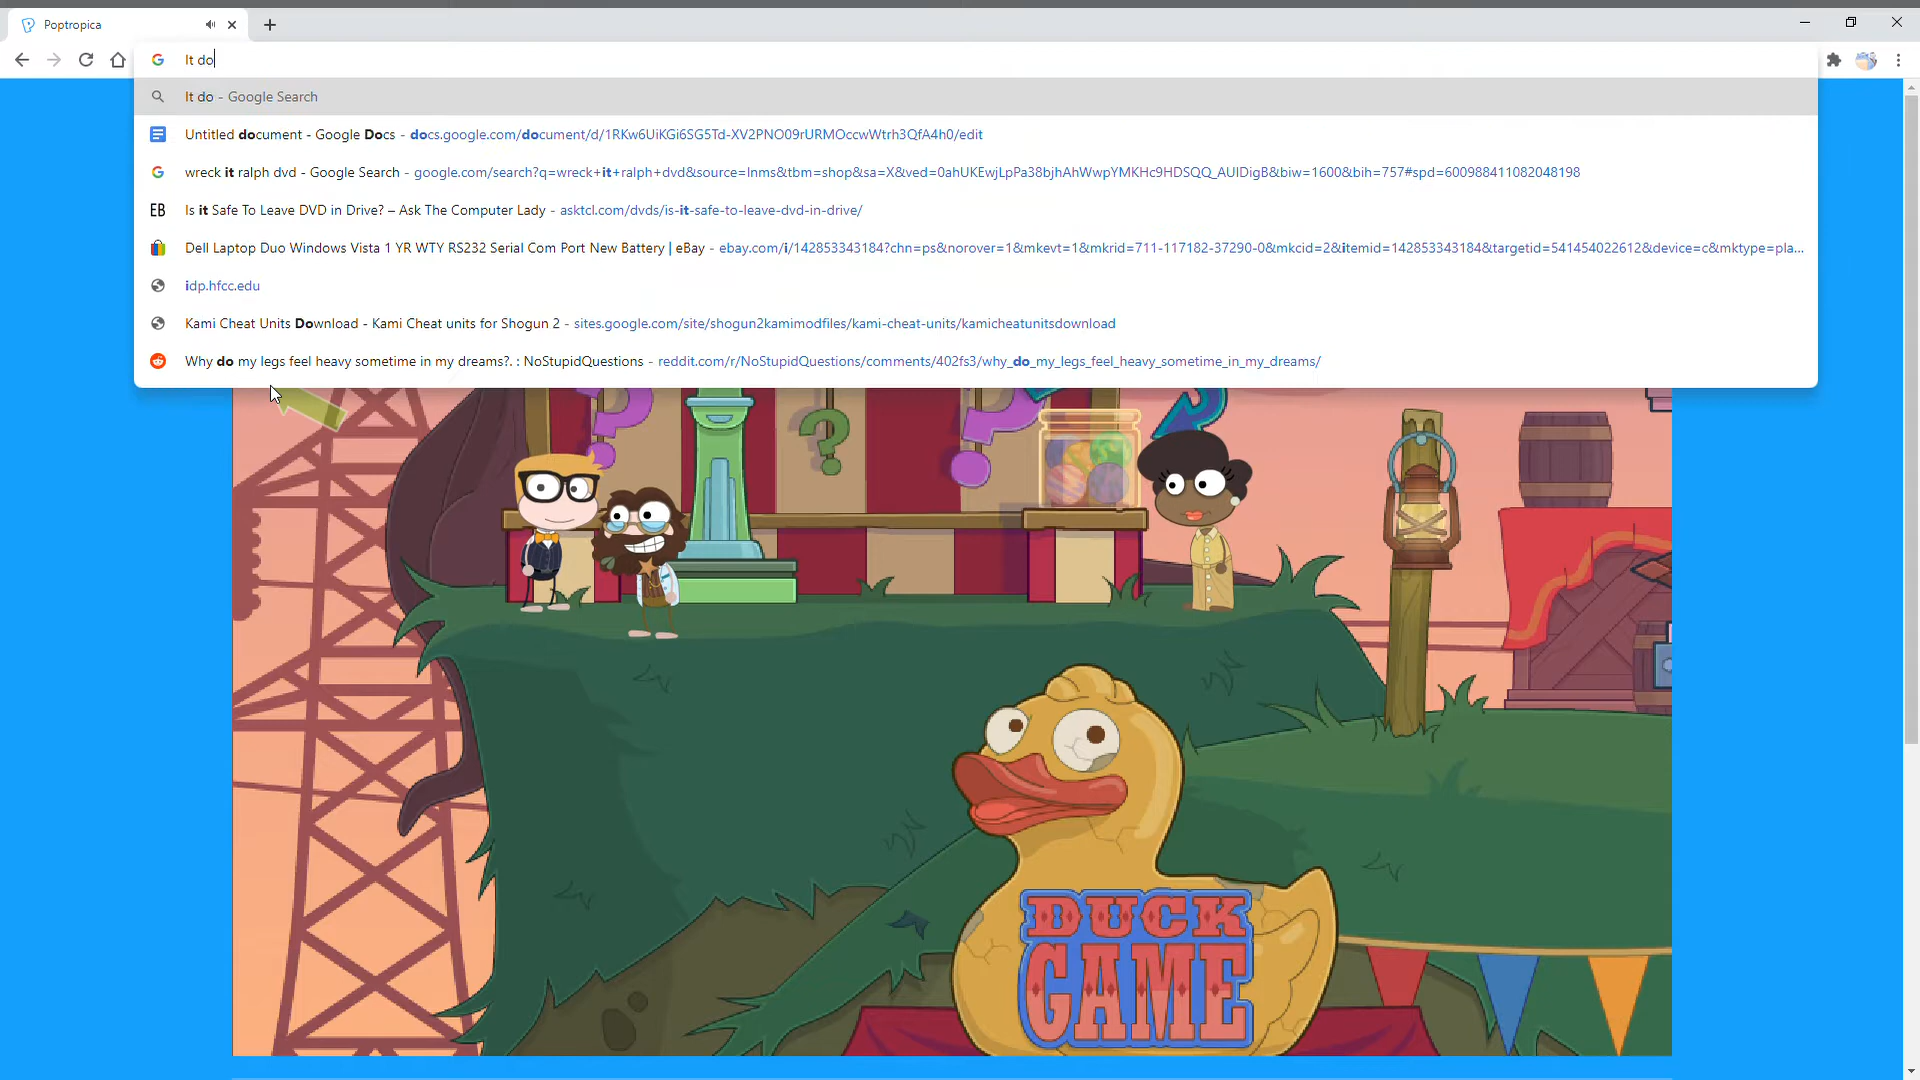 Poptropica
It do
It do - Google Search
Untitled document - Google Docs - docs.google.com/document/d/1RKw6UiKGi6SG5Td-XV2PNO09rURMOccwWtrh3QfA4h0/edit
wreck it ralph dvd - Google Search - google.com/search?q=wreck+it+ralph+dvd&source=lnms&tbm=shop&sa=X&ved=0ahUKEwjLpPa38bjhAhWwpYMKHc9HDSQQ_AUIDigB&biw=1600&bih=757#spd=600988411082048198
EB Is it Safe To Leave DVD in Drive? – Ask The Computer Lady - asktcl.com/dvds/is-it-safe-to-leave-dvd-in-drive/
Dell Laptop Duo Windows Vista 1 YR WTY RS232 Serial Com Port New Battery | eBay - ebay.com/i/142853343184?chn=ps&norover=1&mkevt=1&mkrid=711-117182-37290-0&mkcid=2&itemid=142853343184&targetid=541454022612&device=c&mktype=pla...
idp.hfcc.edu
Kami Cheat Units Download - Kami Cheat units for Shogun 2 - sites.google.com/site/shogun2kamimodfiles/kami-cheat-units/kamicheatunitsdownload
Why do my legs feel heavy sometime in my dreams?. : NoStupidQuestions - reddit.com/r/NoStupidQuestions/comments/402fs3/why_do_my_legs_feel_heavy_sometime_in_my_dreams/
? ? ?
DUCK
GAME